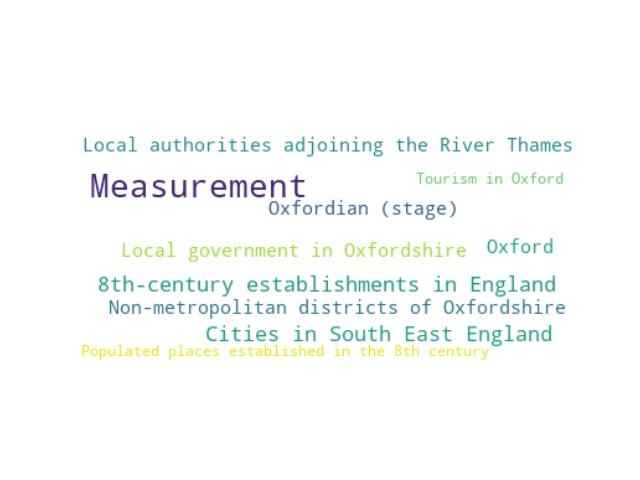 Local authorities adjoining the River Thames
Measurement
Tourism in Oxford
Oxfordian (stage)
Local government in Oxfordshire
Oxford
8th-century establishments in England
Non-metropolitan districts of Oxfordshire
Cities in South East England
Populated places established in the 8th century